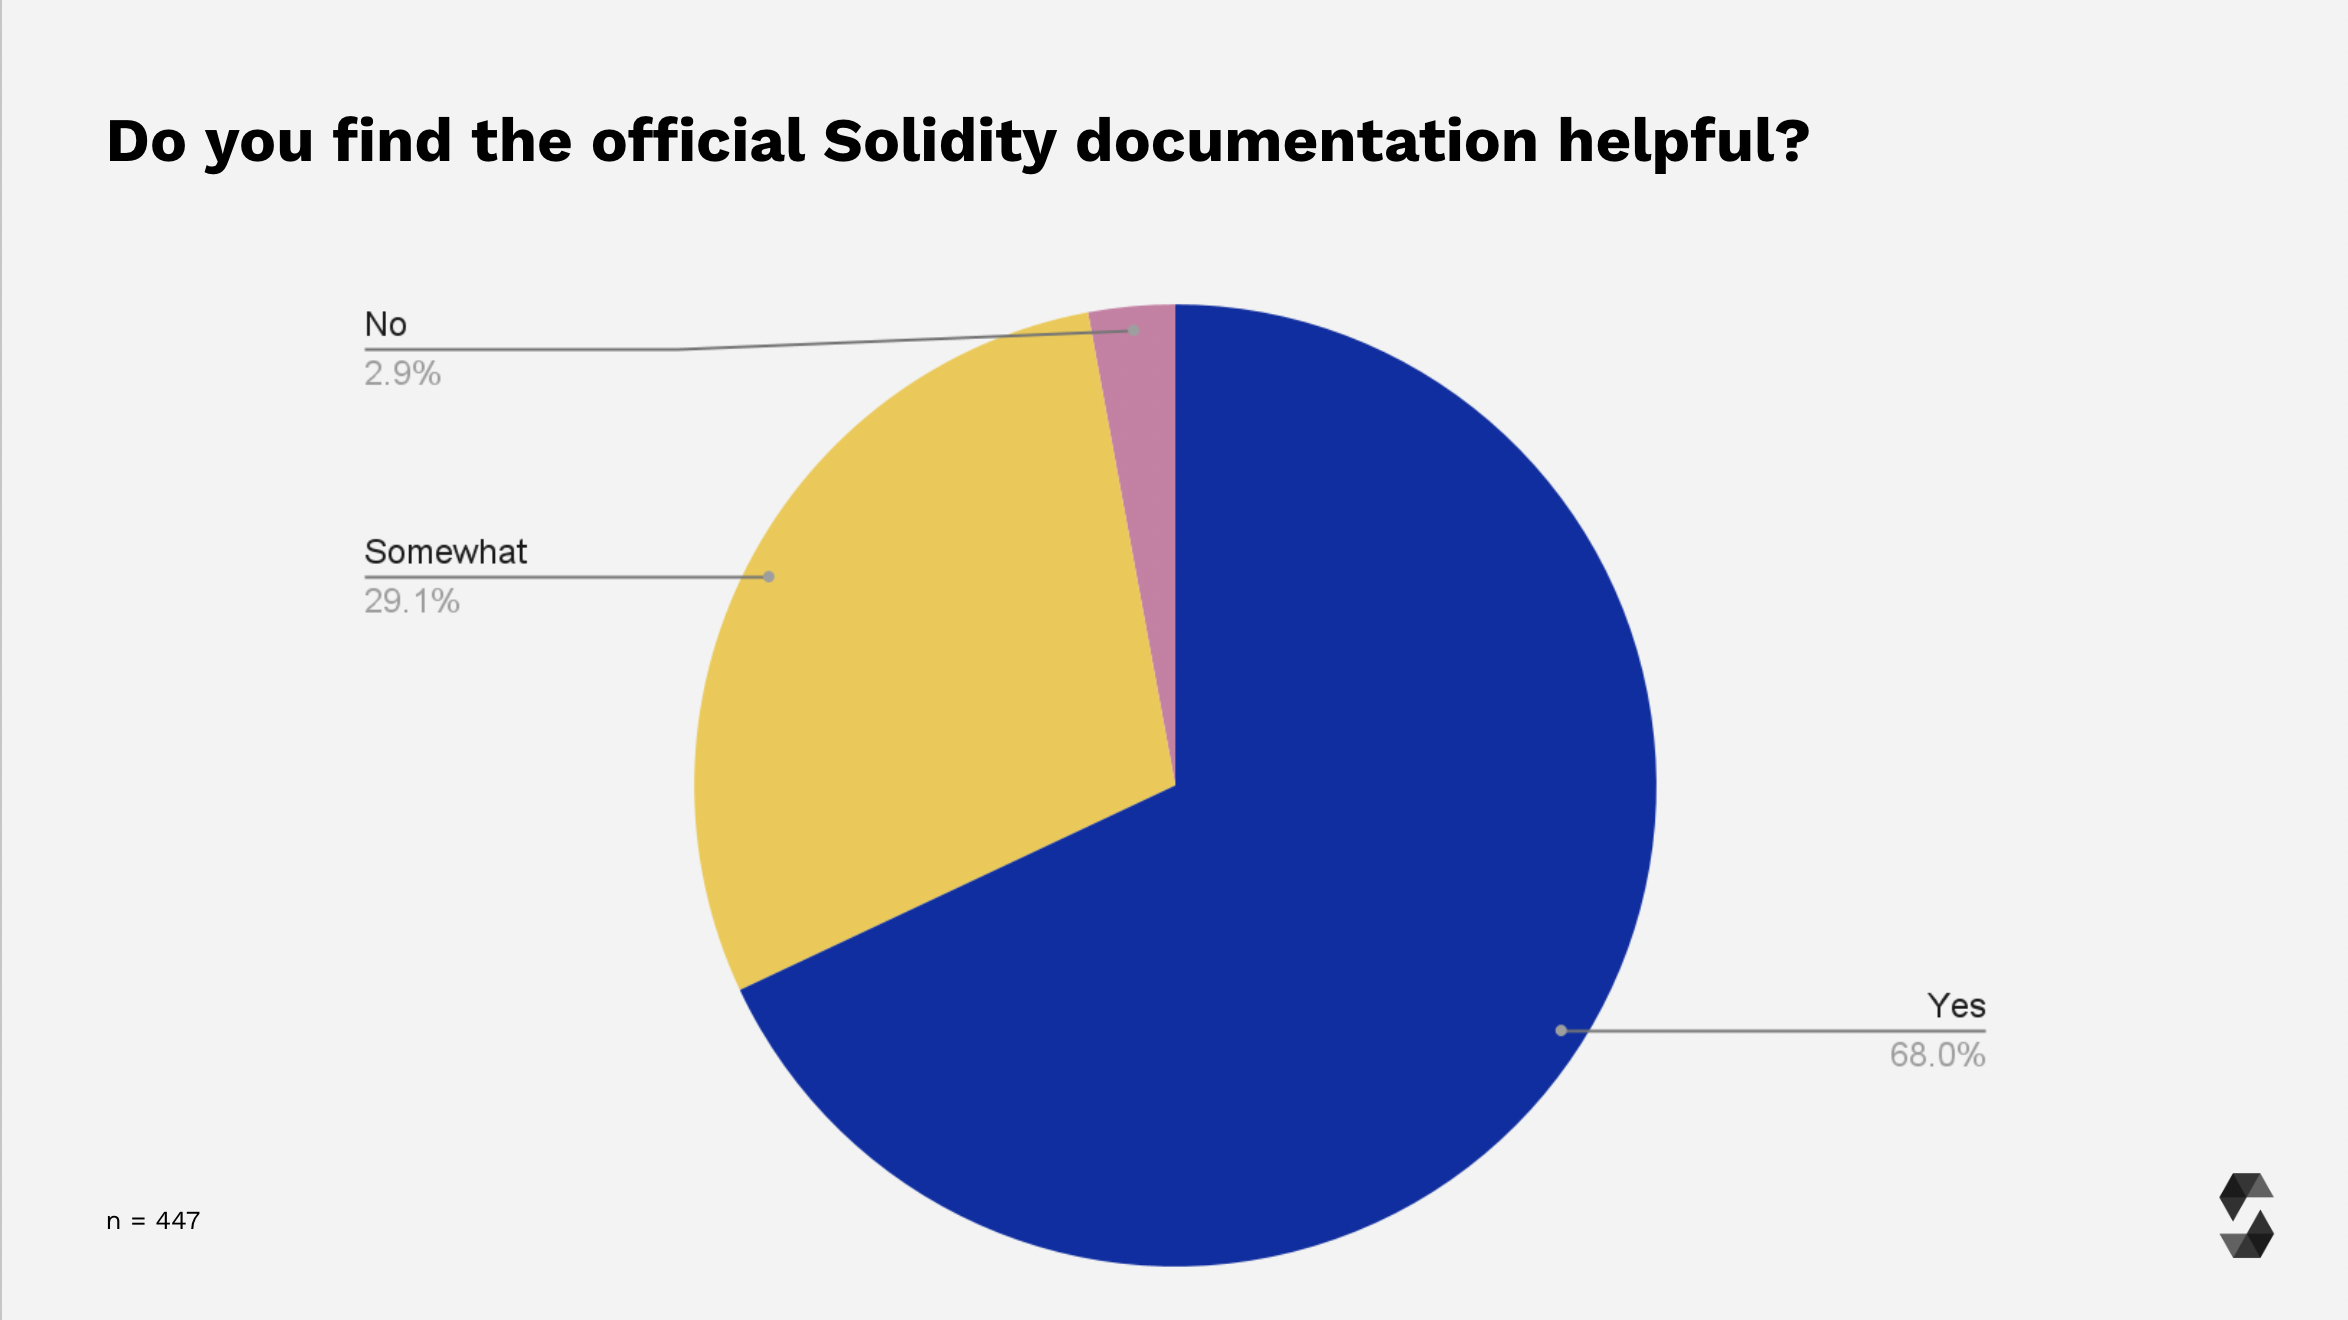 Do you find the official Solidity documentation helpful?
No
2.9%
Somewhat
29.1%
Yes
68.0%
n = 447